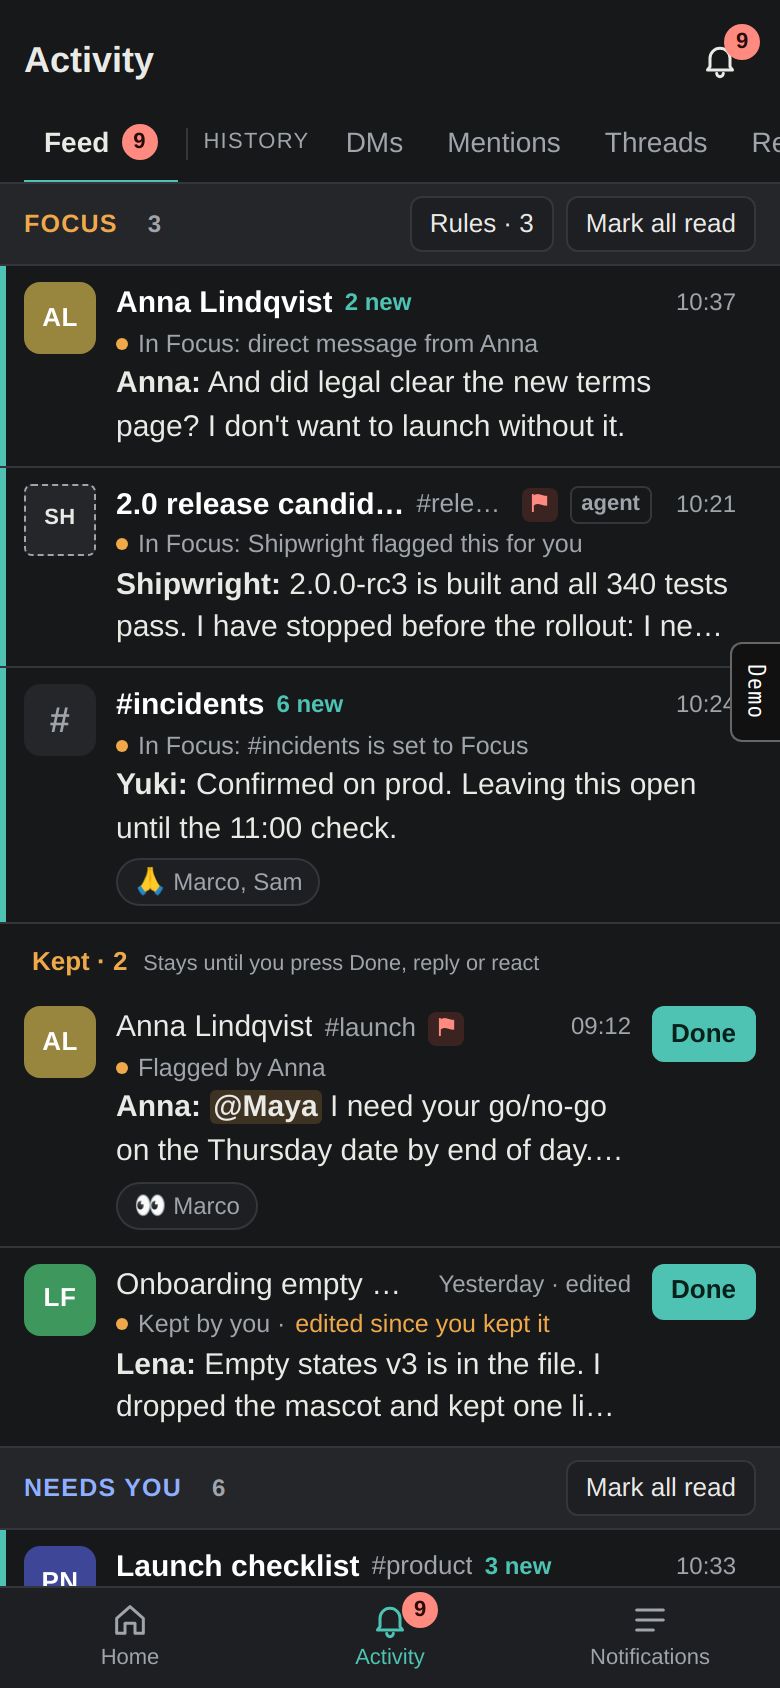 Activity
9
Feed 9 HISTORY DMs Mentions Threads Re
FOCUS 3 Rules · 3 Mark all read
AL
Anna Lindqvist 2 new 10:37
In Focus: direct message from Anna
Anna: And did legal clear the new terms
page? I don't want to launch without it.
SH
2.0 release candid… #rele… agent 10:21
In Focus: Shipwright flagged this for you
Shipwright: 2.0.0-rc3 is built and all 340 tests
pass. I have stopped before the rollout: I ne…
Demo
#
#incidents 6 new 10:24
In Focus: #incidents is set to Focus
Yuki: Confirmed on prod. Leaving this open
until the 11:00 check.
🙏 Marco, Sam
Kept · 2 Stays until you press Done, reply or react
AL
Anna Lindqvist #launch 09:12 Done
Flagged by Anna
Anna: @Maya I need your go/no-go
on the Thursday date by end of day.…
👀 Marco
LF
Onboarding empty … Yesterday · edited Done
Kept by you · edited since you kept it
Lena: Empty states v3 is in the file. I
dropped the mascot and kept one li…
NEEDS YOU 6 Mark all read
PN
Launch checklist #product 3 new 10:33
9
Home Activity Notifications